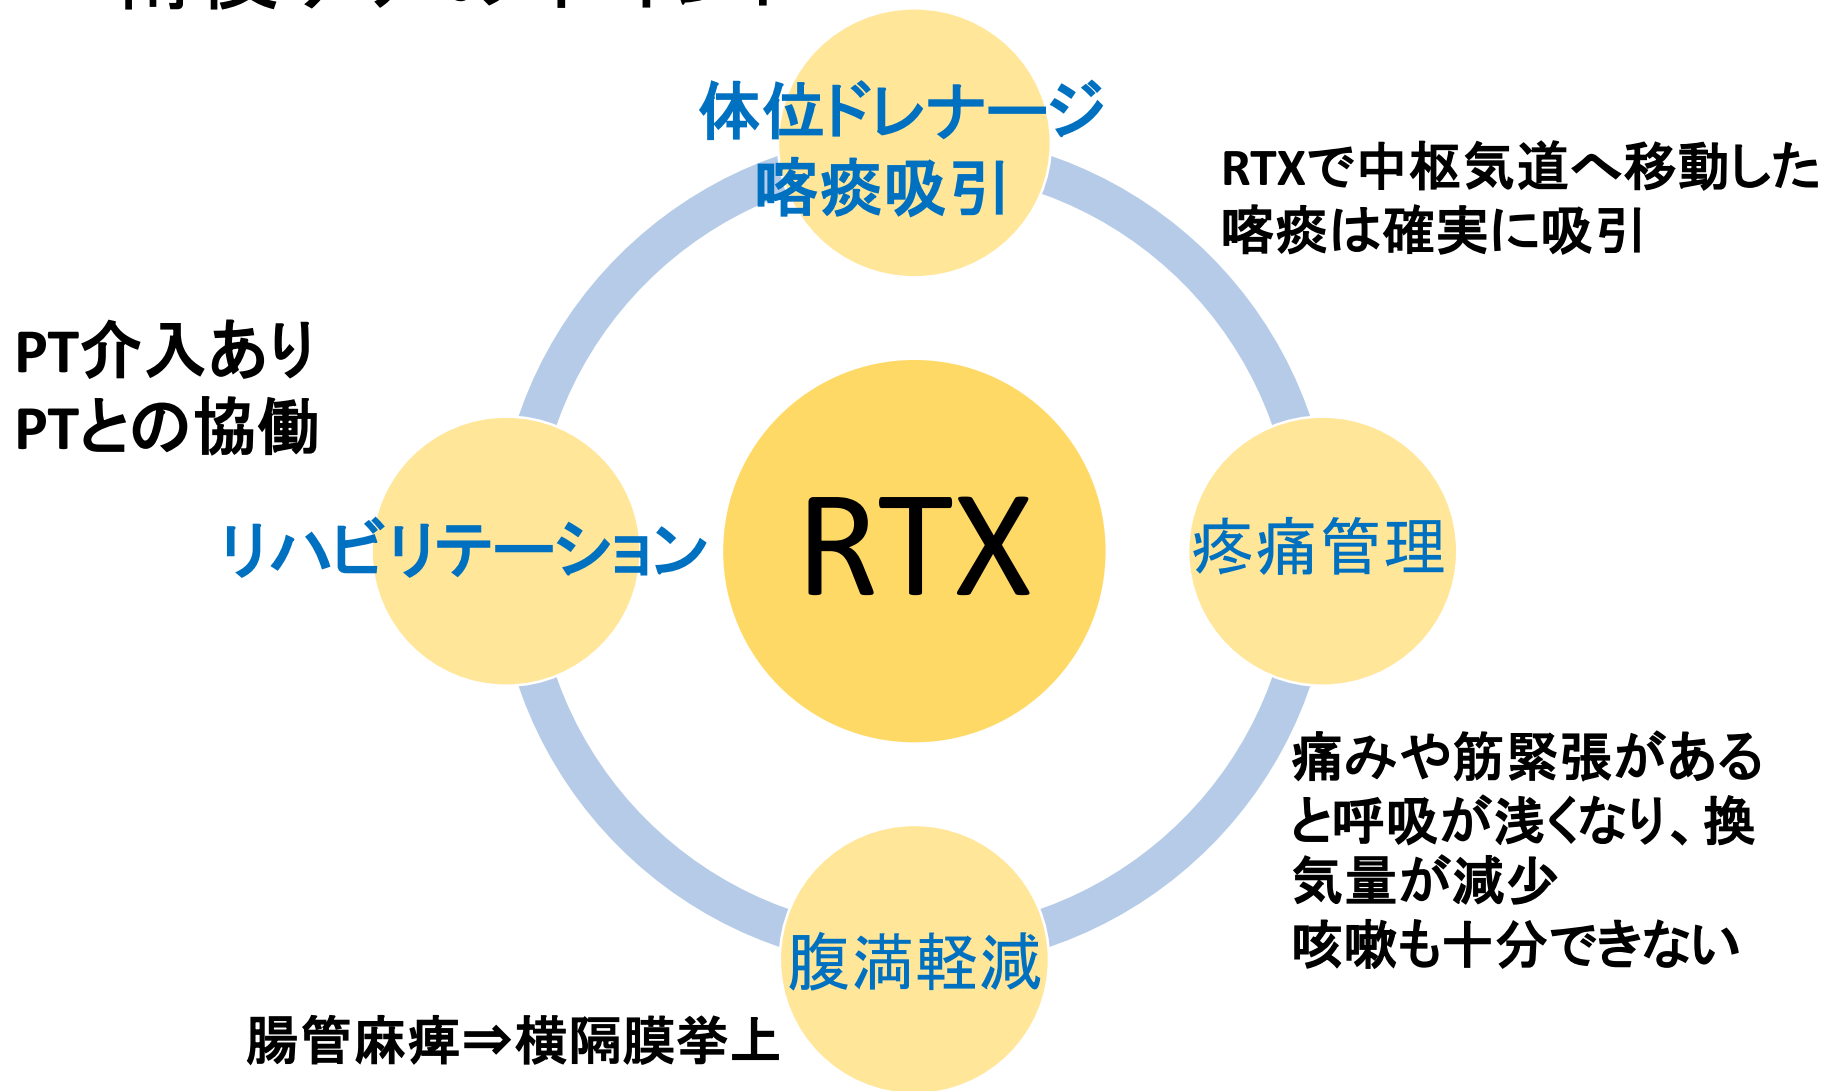 体位ドレナージ
喀痰吸引
RTXで中枢気道へ移動した
喀痰は確実に吸引
PT介入あり
PTとの協働
リハビリテーション
RTX
疼痛管理
痛みや筋緊張がある
と呼吸が浅くなり、換
気量が減少
咳嗽も十分できない
腹満軽減
腸管麻痺⇒横隔膜挙上